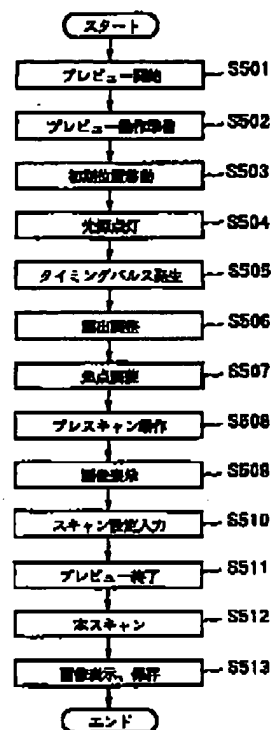 スタート
プレビュー開始 S501
プレビュー動作準備 S502
初期位置移動 S503
光源点灯 S504
タイミングパルス発生 S505
露出調整 S506
焦点調整 S507
プレスキャン動作 S508
画像表示 S509
スキャン設定入力 S510
プレビュー終了 S511
本スキャン S512
画像表示、保存 S513
エンド